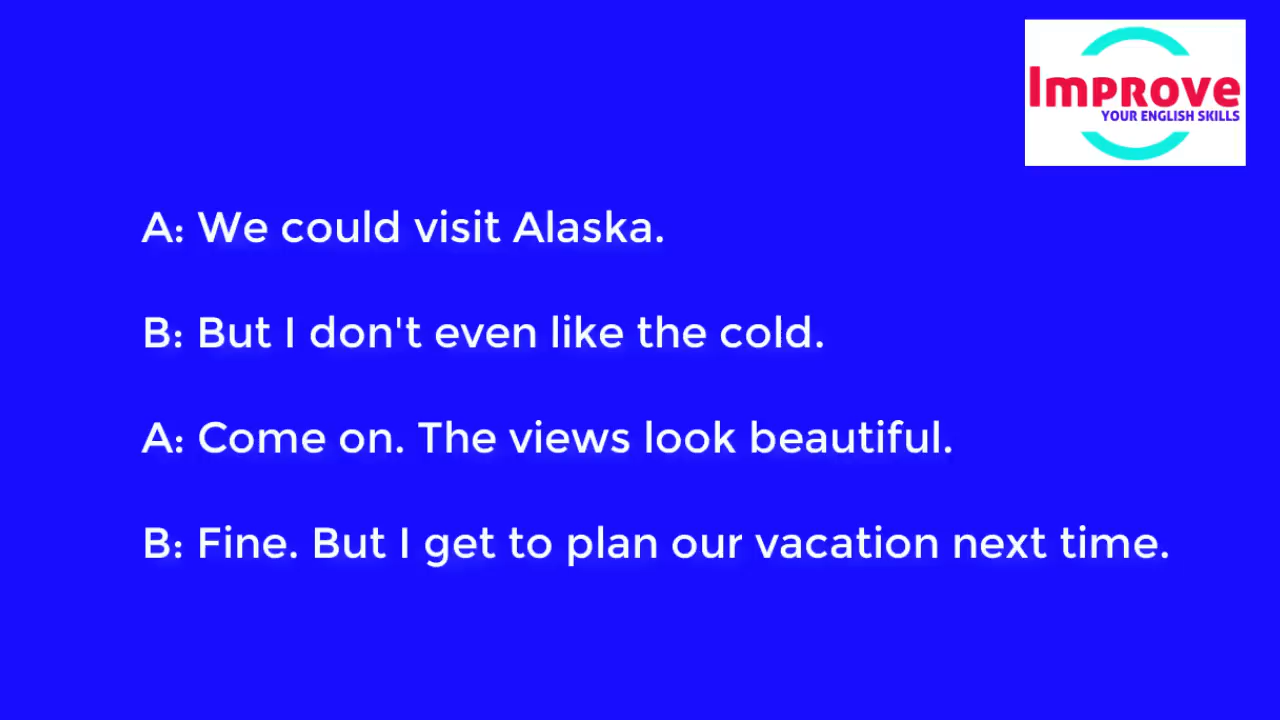 Improve
YOUR ENGLISH SKILLS
A: We could visit Alaska.
B: But I don't even like the cold.
A: Come on. The views look beautiful.
B: Fine. But I get to plan our vacation next time.